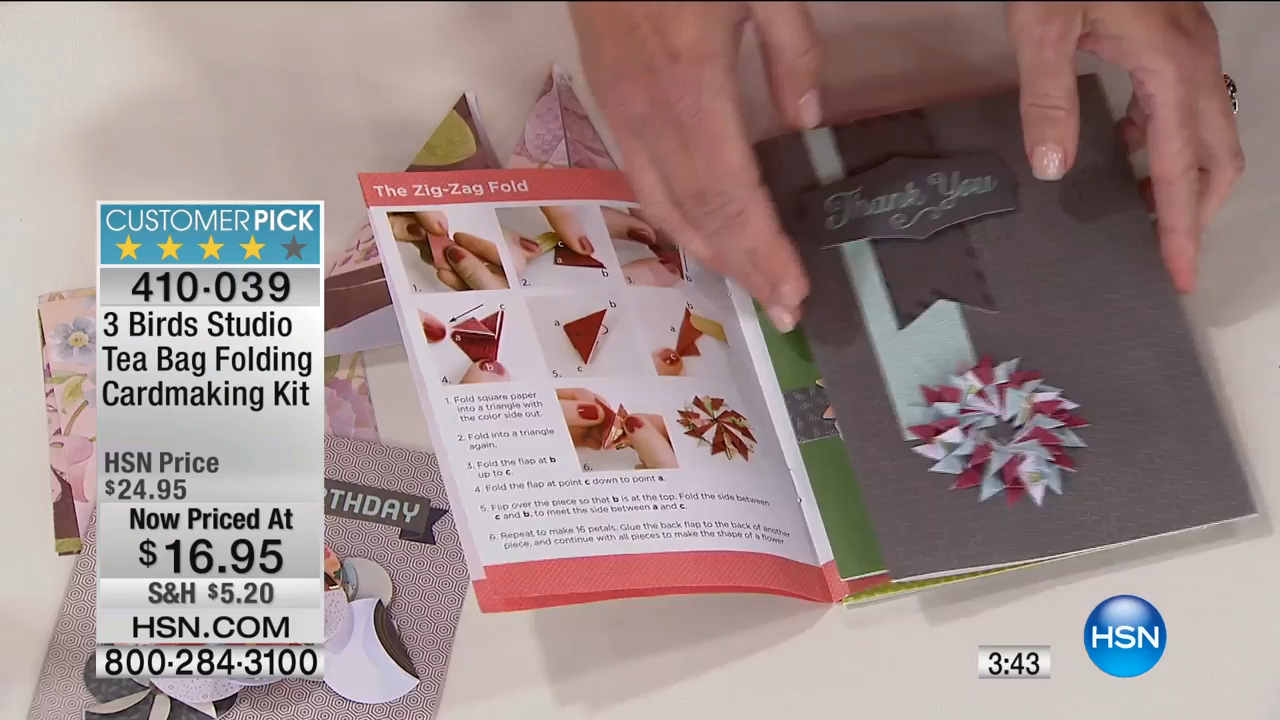 CUSTOMERPICK
410·039
3 Birds Studio
Tea Bag Folding
Cardmaking Kit
HSN Price
$24.95
Now Priced At
$16.95
S&H $5.20
HSN.COM
800·284·3100
The Zig-Zag Fold
1.
2.
3.
4.
5.
6.
a
b
c
1. Fold square paper
into a triangle with
the color side out.
2. Fold into a triangle
again.
3. Fold the flap at b
up to c.
4. Fold the flap at point c down to point a.
5. Flip over the piece so that b is at the top. Fold the side between
c and b, to meet the side between a and c.
6. Repeat to make 16 petals. Glue the back flap to the back of another
piece, and continue with all pieces to make the shape of a flower
Thank You
THDAY
3:43
HSN